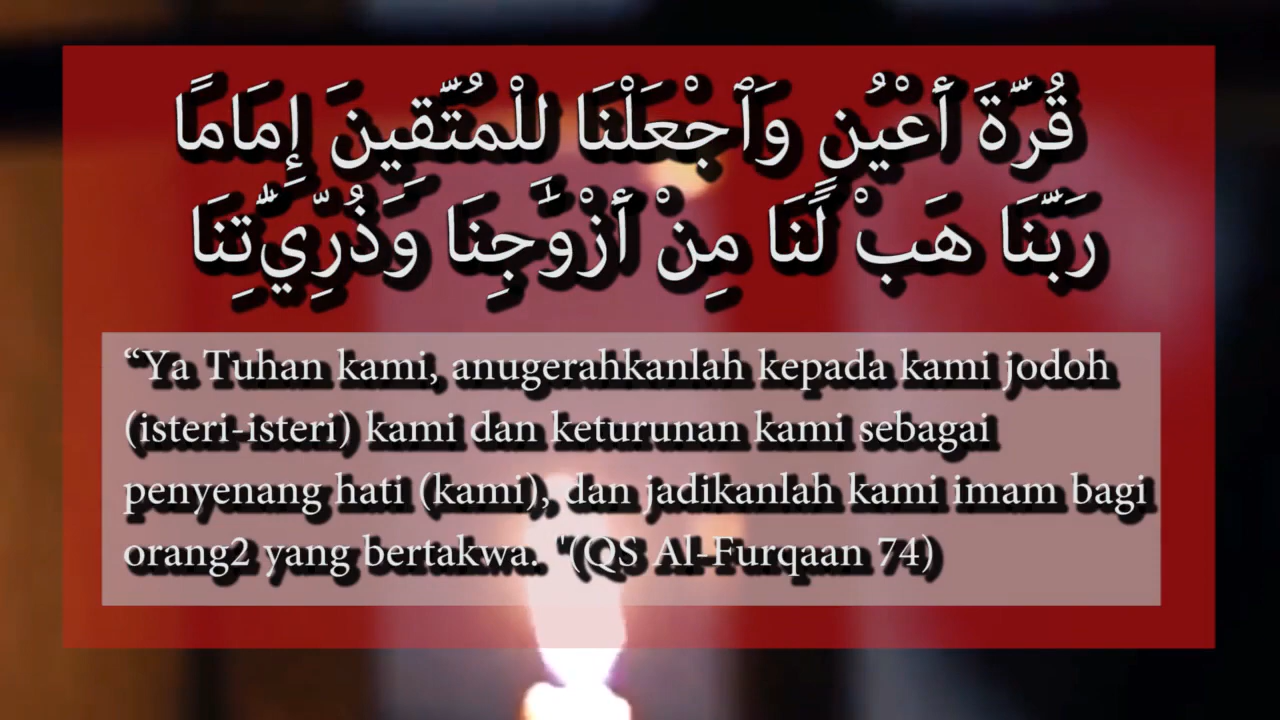 قُرَّةَ أَعْيُنٍ وَٱجْعَلْنَا لِلْمُتَّقِينَ إِمَامًا
رَبَّنَا هَبْ لَنَا مِنْ أَزْوَٰجِنَا وَذُرِّيَّٰتِنَا
“Ya Tuhan kami, anugerahkanlah kepada kami jodoh
(isteri-isteri) kami dan keturunan kami sebagai
penyenang hati (kami), dan jadikanlah kami imam bagi
orang2 yang bertakwa. "(QS Al-Furqaan 74)